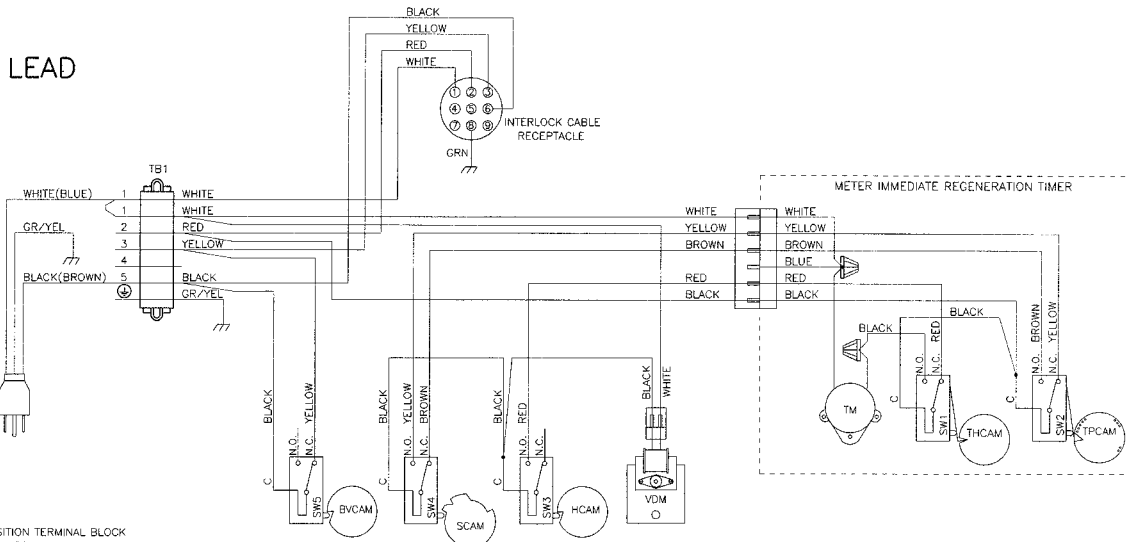 LEAD
BLACK
YELLOW
RED
WHITE
1 2 3
4 5 6
7 8 9
INTERLOCK CABLE
RECEPTACLE
GRN
TB1
WHITE(BLUE) 1 WHITE
1 WHITE
GR/YEL 2 RED
3 YELLOW
4
BLACK(BROWN) 5 BLACK
GR/YEL
METER IMMEDIATE REGENERATION TIMER
WHITE WHITE
YELLOW YELLOW
BROWN BROWN
BLUE
RED RED
BLACK BLACK
BLACK
BLACK
N.O.
N.C. RED
N.O. BROWN
N.C. YELLOW
C
C
TM
SW1
THCAM
SW2
TPCAM
BLACK
N.O.
N.C. YELLOW
C
SW5
BVCAM
BLACK
N.O. YELLOW
N.C. BROWN
C
SW4
SCAM
BLACK
N.O. RED
N.C.
C
SW3
HCAM
BLACK
WHITE
VDM
SITION TERMINAL BLOCK